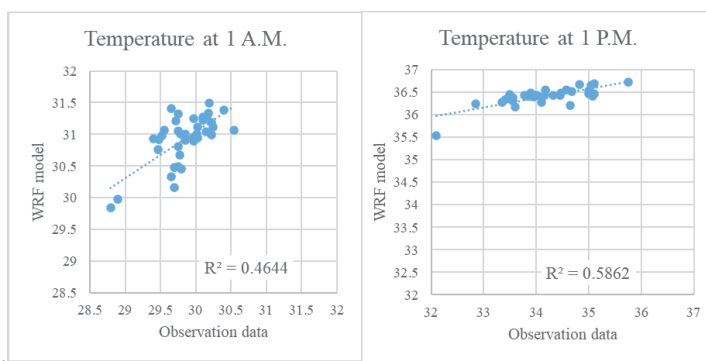 Temperature at 1 A.M.
32
31.5
31
30.5
30
29.5
29
28.5
WRF model
R² = 0.4644
28.5 29 29.5 30 30.5 31 31.5 32
Observation data
Temperature at 1 P.M.
37
36.5
36
35.5
35
34.5
34
33.5
33
32.5
32
WRF model
R² = 0.5862
32 33 34 35 36 37
Observation data